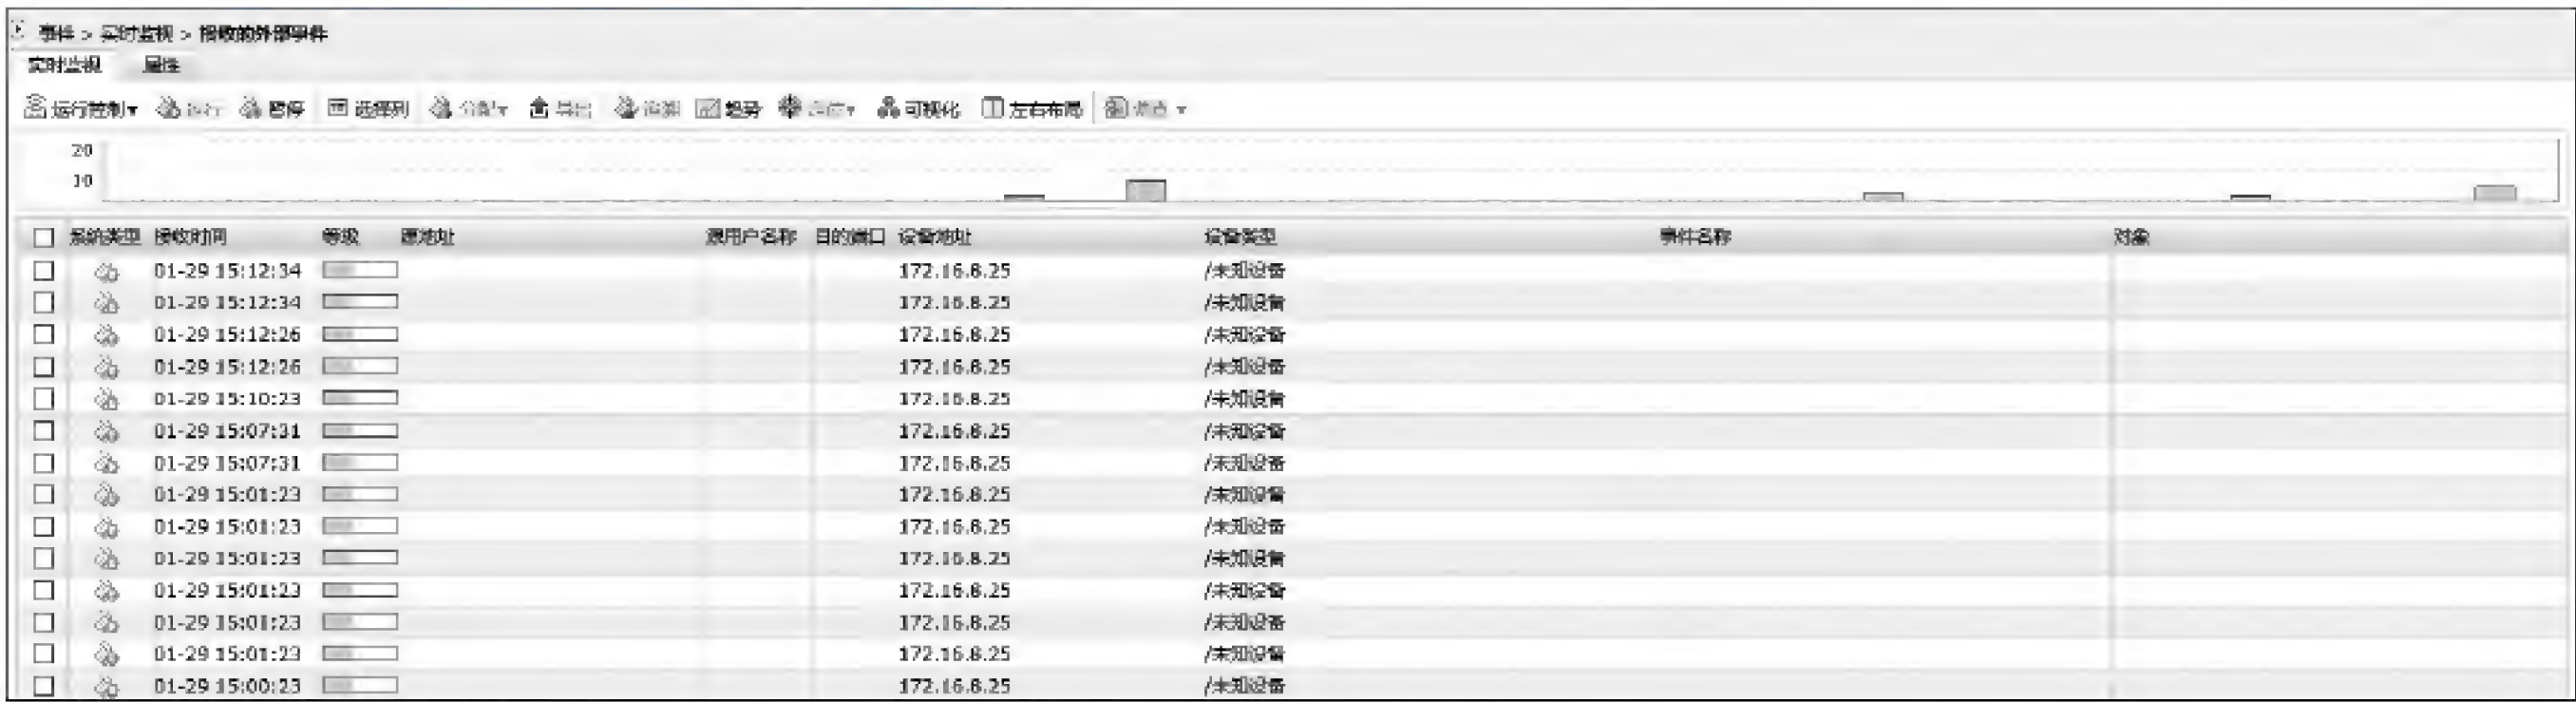 事件 > 实时监视 > 接收的外部事件
实时监视 属性
运行控制 运行 暂停 选择列 分配 导出 追溯 趋势 定位 可视化 左右布局
20
10
系统类型 接收时间 等级 源地址 源用户名称 目的端口 设备地址 设备类型 事件名称 对象
01-29 15:12:34 172.16.8.25 /未知设备
01-29 15:12:34 172.16.8.25 /未知设备
01-29 15:12:26 172.16.8.25 /未知设备
01-29 15:12:26 172.16.8.25 /未知设备
01-29 15:10:23 172.16.8.25 /未知设备
01-29 15:07:31 172.16.8.25 /未知设备
01-29 15:07:31 172.16.8.25 /未知设备
01-29 15:01:23 172.16.8.25 /未知设备
01-29 15:01:23 172.16.8.25 /未知设备
01-29 15:01:23 172.16.8.25 /未知设备
01-29 15:01:23 172.16.8.25 /未知设备
01-29 15:01:23 172.16.8.25 /未知设备
01-29 15:01:23 172.16.8.25 /未知设备
01-29 15:00:23 172.16.8.25 /未知设备